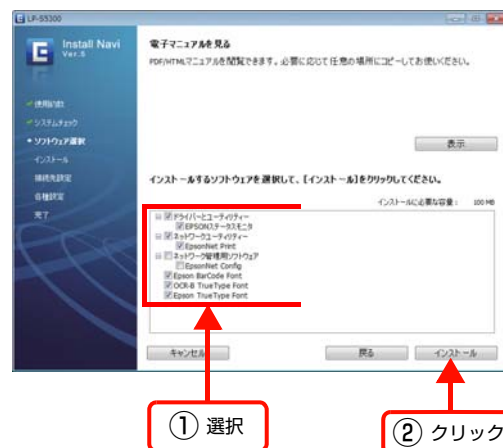 LP-S5300
E
Install Navi
Ver.5
使用許諾
システムチェック
ソフトウェア選択
インストール
接続先設定
各種設定
完了
電子マニュアルを見る
PDF/HTMLマニュアルを閲覧できます。必要に応じて任意の場所にコピーしてお使いください。
表示
インストールするソフトウェアを選択して、[インストール]をクリックしてください。
インストールに必要な容量： 100 MB
ドライバーとユーティリティー
EPSONステータスモニタ
ネットワークユーティリティー
EpsonNet Print
ネットワーク管理用ソフトウェア
EpsonNet Config
Epson BarCode Font
OCR-B TrueType Font
Epson TrueType Font
キャンセル
戻る
インストール
① 選択
② クリック